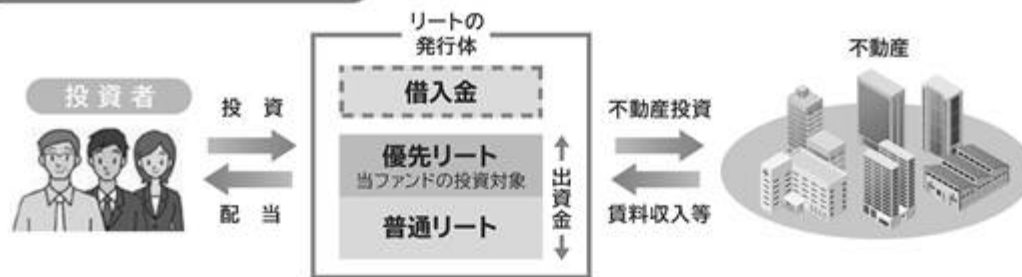 リートの
発行体
不動産
投資者
借入金
投 資
不動産投資
優先リート
当ファンドの投資対象
出資金
配 当
賃料収入等
普通リート